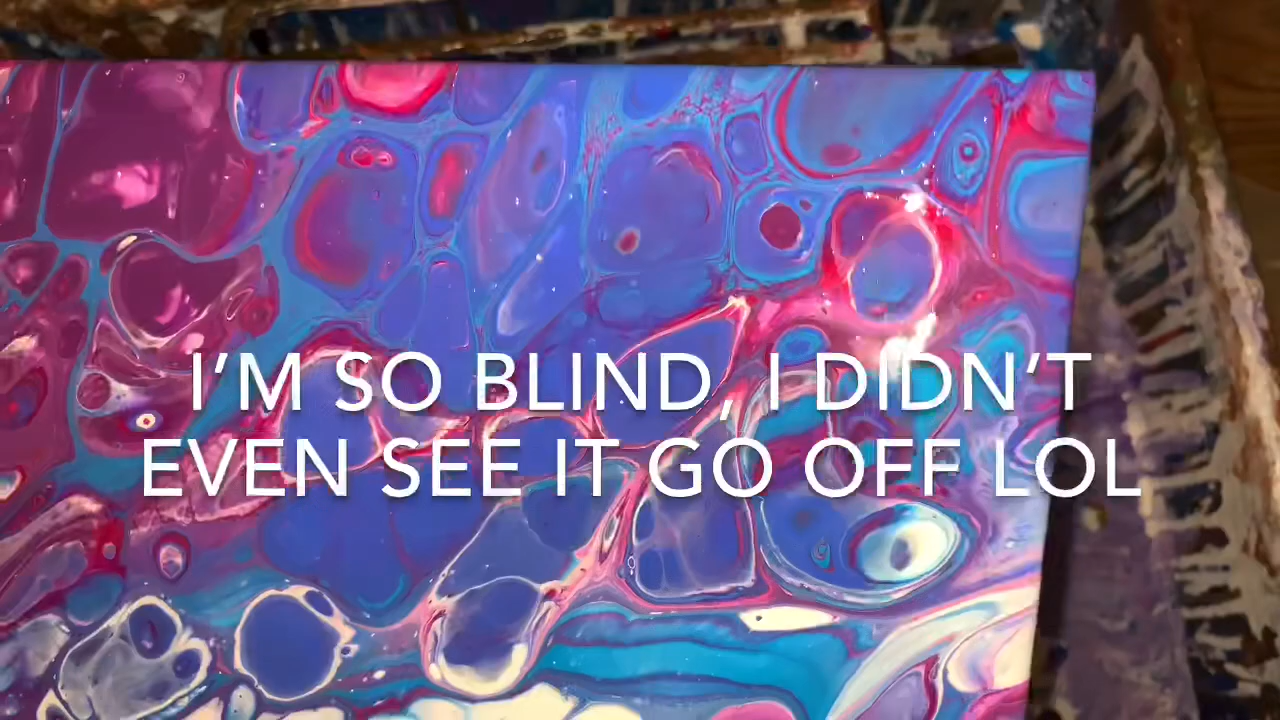 I’M SO BLIND, I DIDN’T
EVEN SEE IT GO OFF LOL